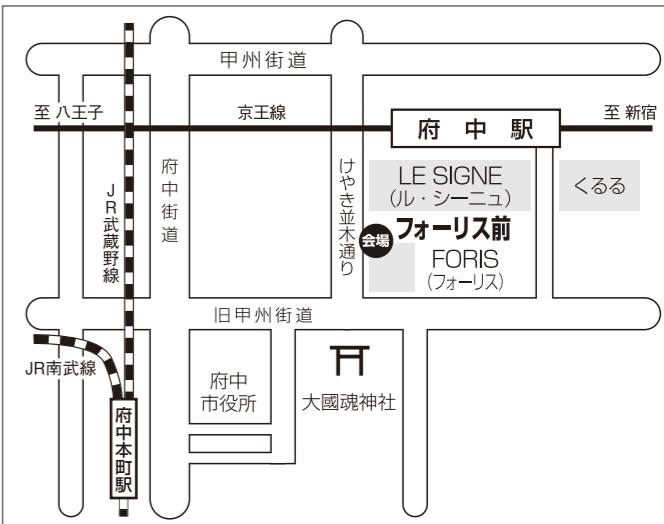 甲州街道
至 八王子
京王線
府中駅
至 新宿
府中街道
JR武蔵野線
けやき並木通り
LE SIGNE
(ル・シーニュ)
くるる
会場
フォーリス前
FORIS
(フォーリス)
旧甲州街道
JR南武線
府中
市役所
大國魂神社
府中本町駅